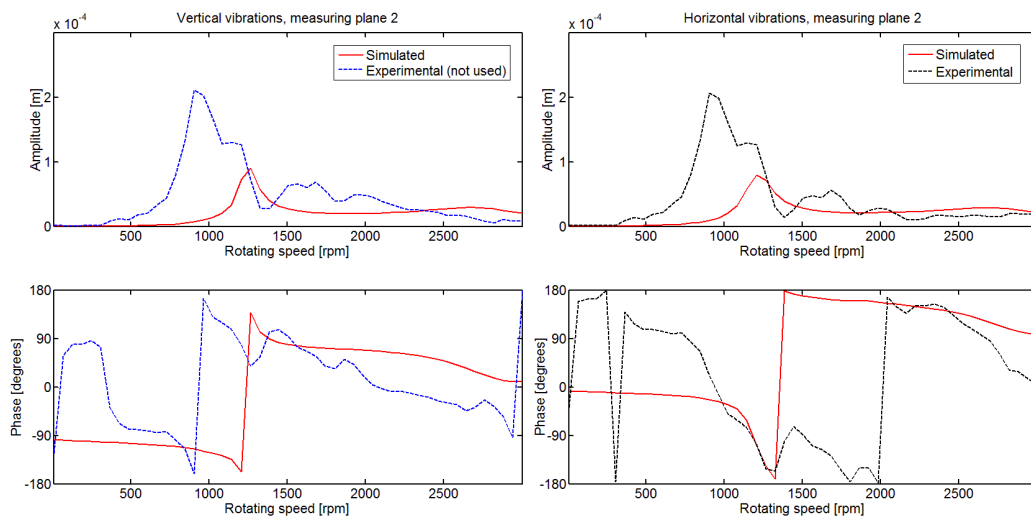 Vertical vibrations, measuring plane 2
x 10^-4
Amplitude [m]
2
1
0
Simulated
Experimental (not used)
500 1000 1500 2000 2500
Rotating speed [rpm]
Horizontal vibrations, measuring plane 2
x 10^-4
Amplitude [m]
2
1
0
Simulated
Experimental
500 1000 1500 2000 2500
Rotating speed [rpm]
Phase [degrees]
180
90
0
-90
-180
500 1000 1500 2000 2500
Rotating speed [rpm]
Phase [degrees]
180
90
0
-90
-180
500 1000 1500 2000 2500
Rotating speed [rpm]